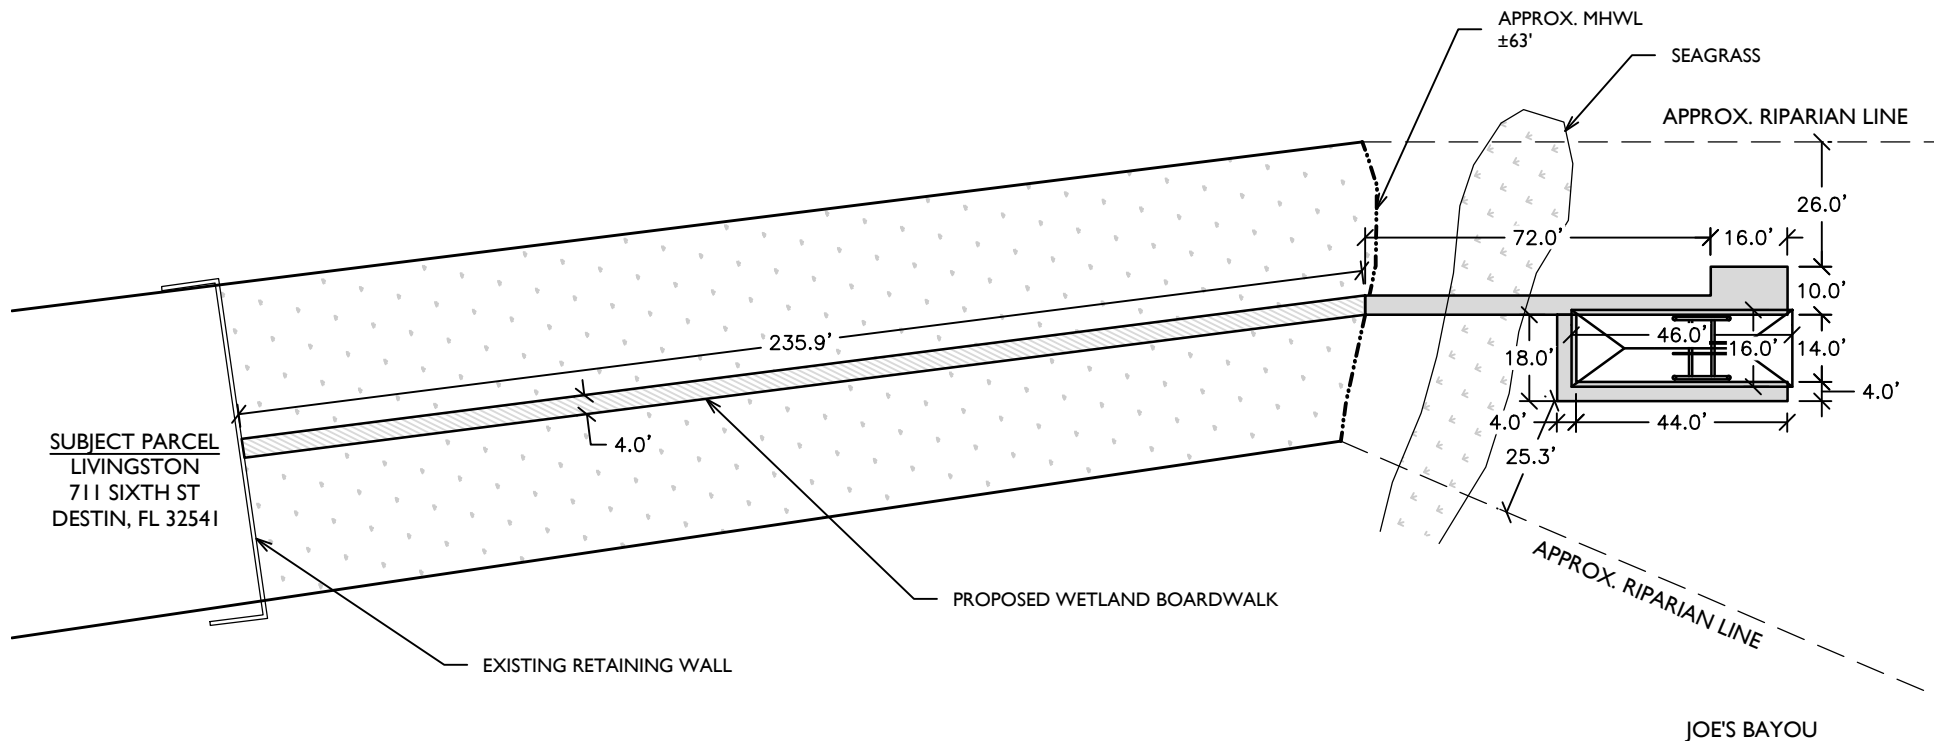 APPROX. MHWL
±63'
SEAGRASS
APPROX. RIPARIAN LINE
26.0'
72.0'
16.0'
10.0'
235.9'
46.0'
16.0'
14.0'
18.0'
4.0'
4.0'
44.0'
25.3'
4.0'
SUBJECT PARCEL
LIVINGSTON
711 SIXTH ST
DESTIN, FL 32541
APPROX. RIPARIAN LINE
PROPOSED WETLAND BOARDWALK
EXISTING RETAINING WALL
JOE'S BAYOU